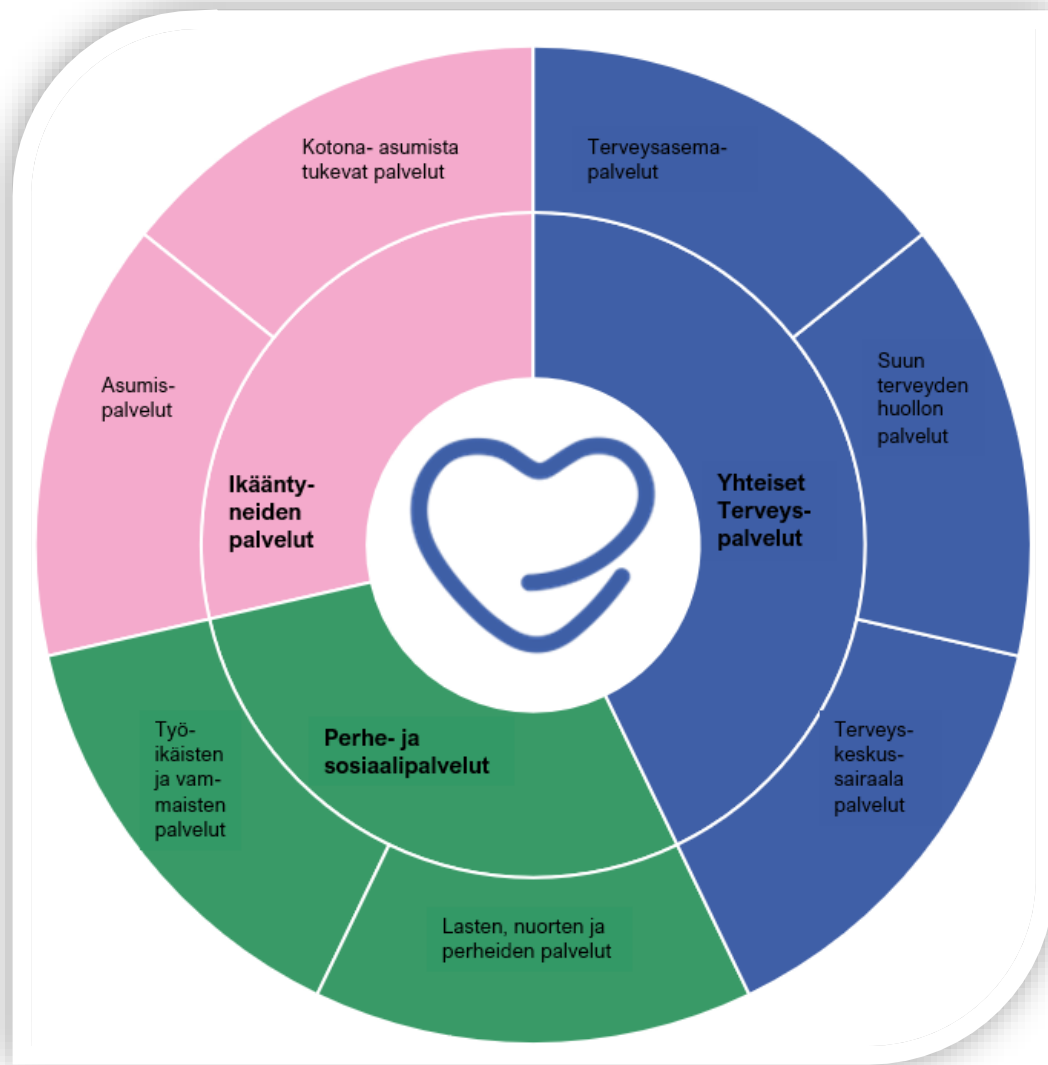 Kotona- asumista
tukevat palvelut
Terveysasema-
palvelut
Suun
terveyden
huollon
palvelut
Asumis-
palvelut
Ikäänty-
neiden
palvelut
Yhteiset
Terveys-
palvelut
Työ-
ikäisten
ja vam-
maisten
palvelut
Perhe- ja
sosiaalipalvelut
Terveys-
keskus-
sairaala
palvelut
Lasten, nuorten ja
perheiden palvelut